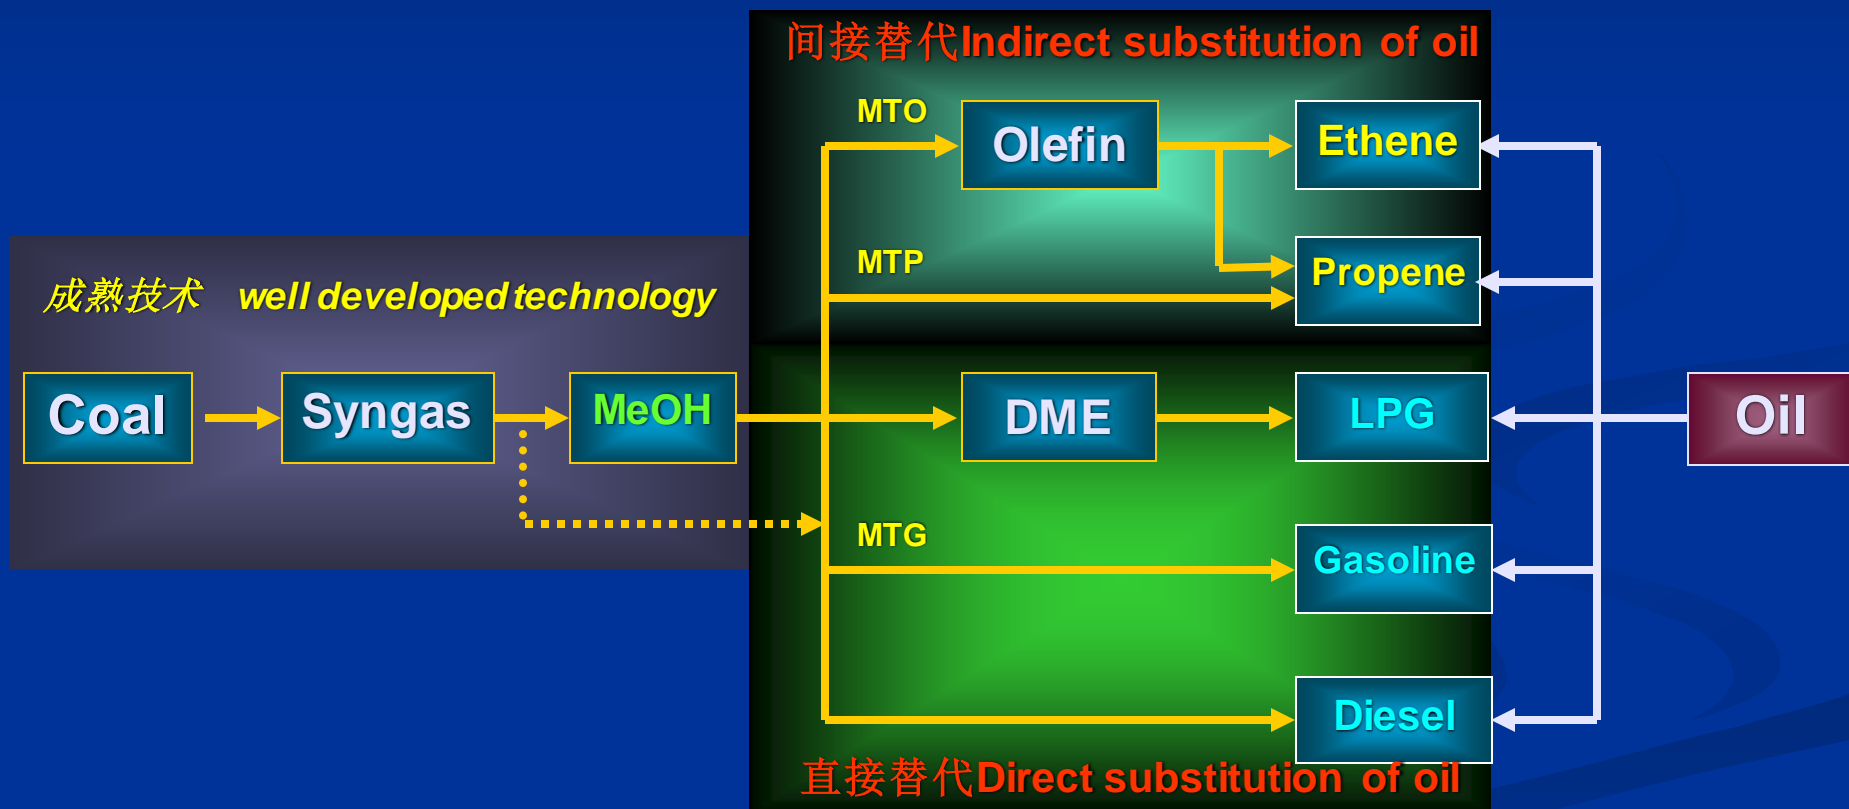 间接替代Indirect substitution of oil
MTO
Olefin
Ethene
MTP
Propene
成熟技术 well developed technology
Coal
Syngas
MeOH
DME
LPG
Oil
MTG
Gasoline
Diesel
直接替代Direct substitution of oil